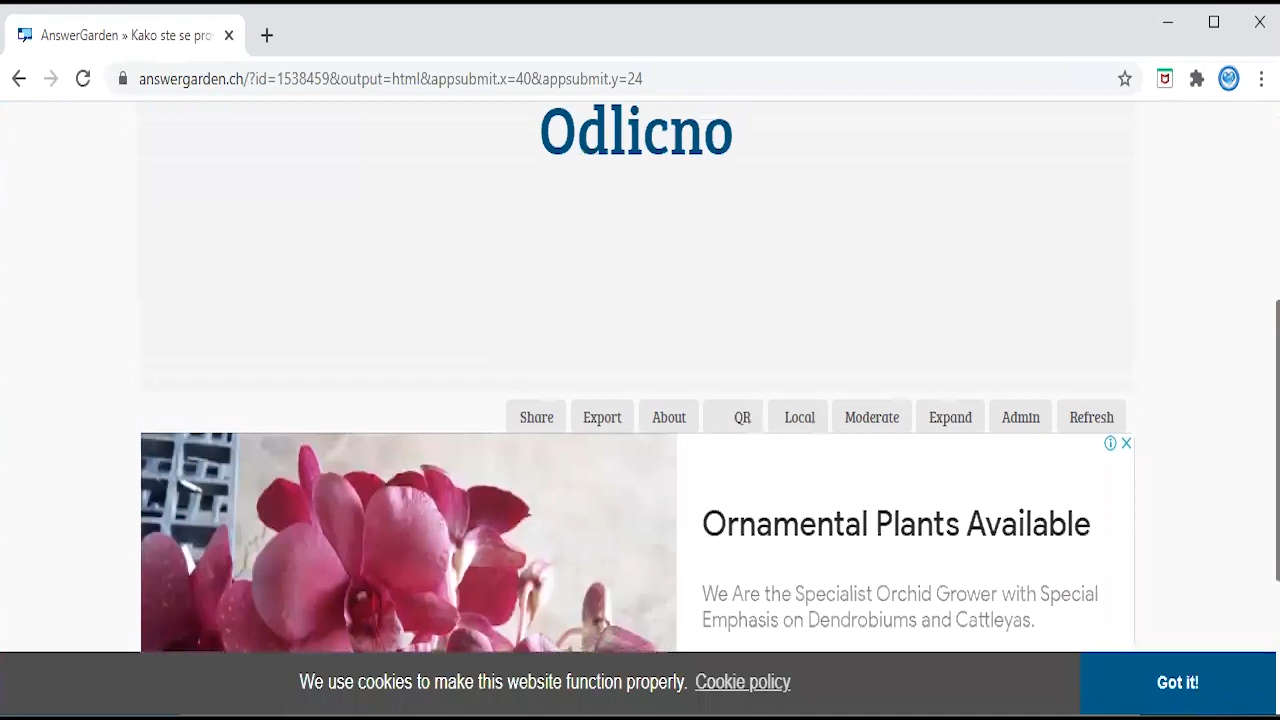 AnswerGarden » Kako ste se pro
answergarden.ch/?id=1538459&output=html&appsubmit.x=40&appsubmit.y=24
Odlicno
Share Export About QR Local Moderate Expand Admin Refresh
Ornamental Plants Available
We Are the Specialist Orchid Grower with Special
Emphasis on Dendrobiums and Cattleyas.
We use cookies to make this website function properly. Cookie policy
Got it!